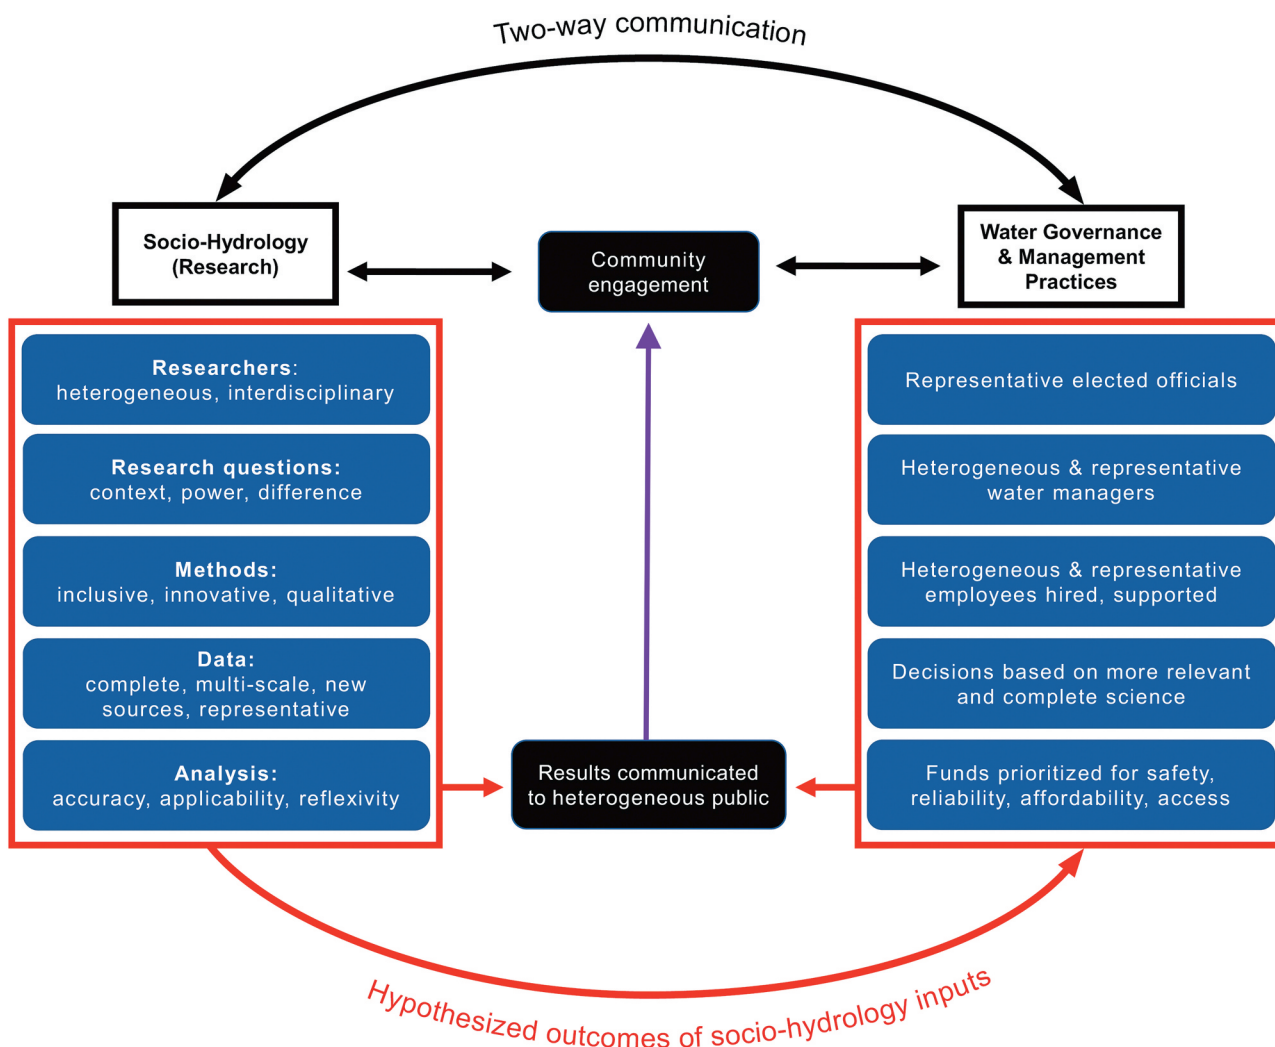 Two-way communication
Socio-Hydrology
(Research)
Community
engagement
Water Governance
& Management
Practices
Researchers:
heterogeneous, interdisciplinary
Research questions:
context, power, difference
Methods:
inclusive, innovative, qualitative
Data:
complete, multi-scale, new
sources, representative
Analysis:
accuracy, applicability, reflexivity
Results communicated
to heterogeneous public
Representative elected officials
Heterogeneous & representative
water managers
Heterogeneous & representative
employees hired, supported
Decisions based on more relevant
and complete science
Funds prioritized for safety,
reliability, affordability, access
Hypothesized outcomes of socio-hydrology inputs